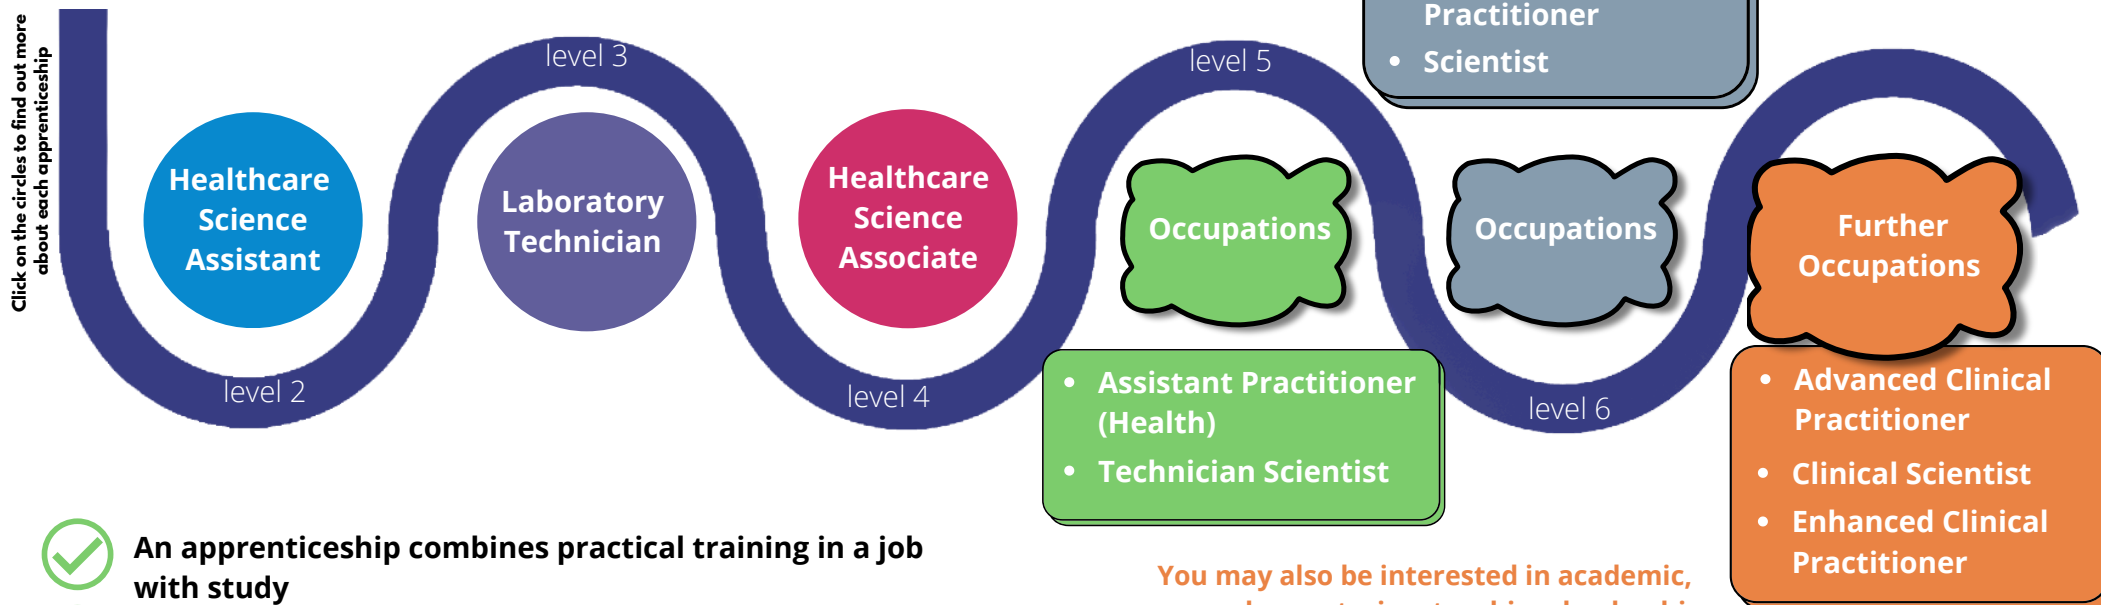 Click on the circles to find out more
about each apprenticeship
level 3
level 5
Practitioner
• Scientist
Healthcare
Science
Assistant
Laboratory
Technician
Healthcare
Science
Associate
Occupations
Occupations
Further
Occupations
level 2
level 4
level 6
• Assistant Practitioner
(Health)
• Technician Scientist
• Advanced Clinical
Practitioner
• Clinical Scientist
• Enhanced Clinical
Practitioner
An apprenticeship combines practical training in a job
with study
You may also be interested in academic,